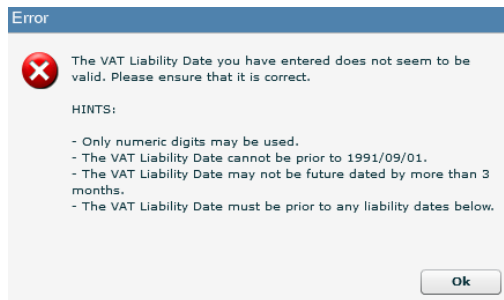 Error
The VAT Liability Date you have entered does not seem to be
valid. Please ensure that it is correct.
HINTS:
- Only numeric digits may be used.
- The VAT Liability Date cannot be prior to 1991/09/01.
- The VAT Liability Date may not be future dated by more than 3
months.
- The VAT Liability Date must be prior to any liability dates below.
Ok